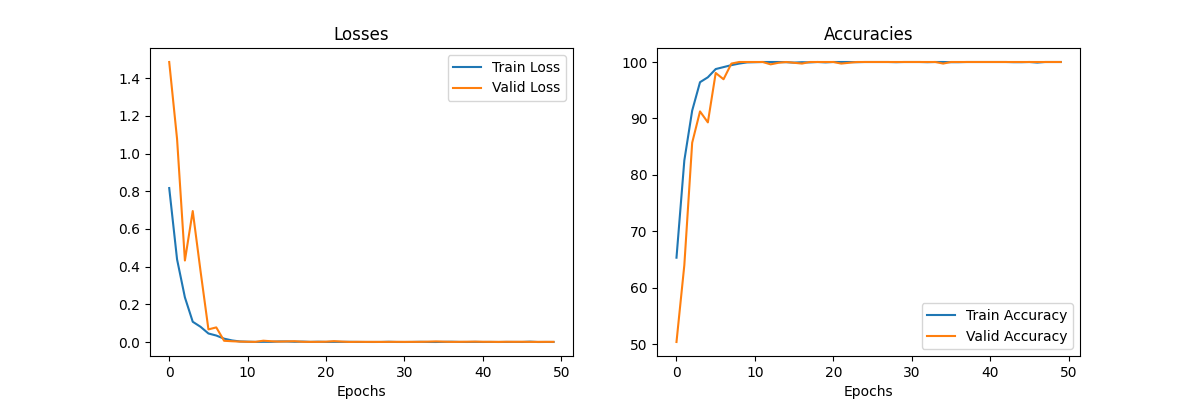 Losses
1.4
1.2
1.0
0.8
0.6
0.4
0.2
0.0
0 10 20 30 40 50
Epochs
Train Loss
Valid Loss
Accuracies
100
90
80
70
60
50
0 10 20 30 40 50
Epochs
Train Accuracy
Valid Accuracy